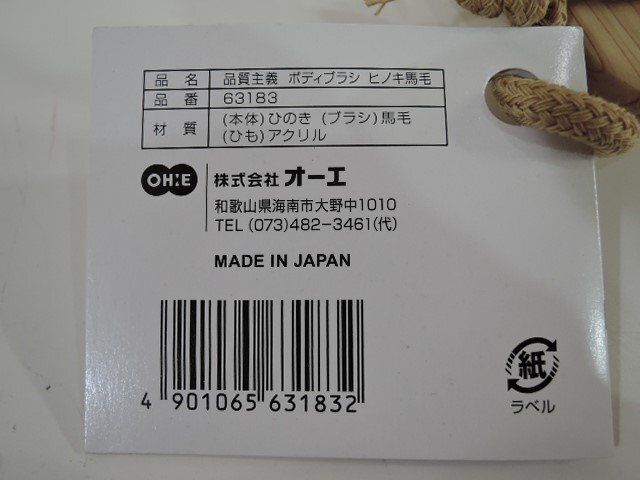 品 名 品質主義 ボディブラシ ヒノキ馬毛
品 番 63183
材 質 (本体)ひのき (ブラシ)馬毛
(ひも)アクリル
OH:E 株式会社 オーエ
和歌山県海南市大野中1010
TEL (073)482-3461(代)
MADE IN JAPAN
4 901065 631832
紙
ラベル